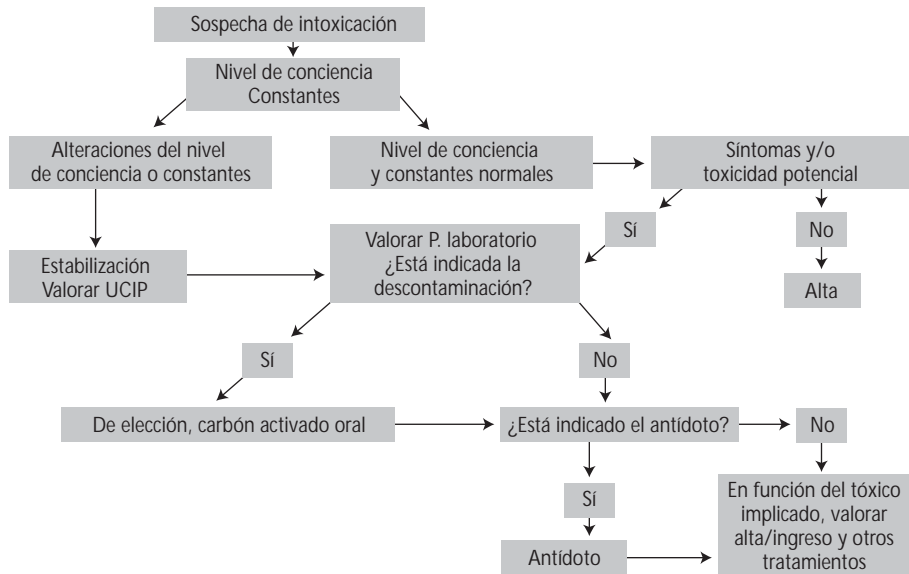 Sospecha de intoxicación
Nivel de conciencia
Constantes
Alteraciones del nivel
de conciencia o constantes
Nivel de conciencia
y constantes normales
Síntomas y/o
toxicidad potencial
Sí
No
Alta
Estabilización
Valorar UCIP
Valorar P. laboratorio
¿Está indicada la
descontaminación?
Sí
No
De elección, carbón activado oral
¿Está indicado el antídoto?
No
Sí
Antídoto
En función del tóxico
implicado, valorar
alta/ingreso y otros
tratamientos